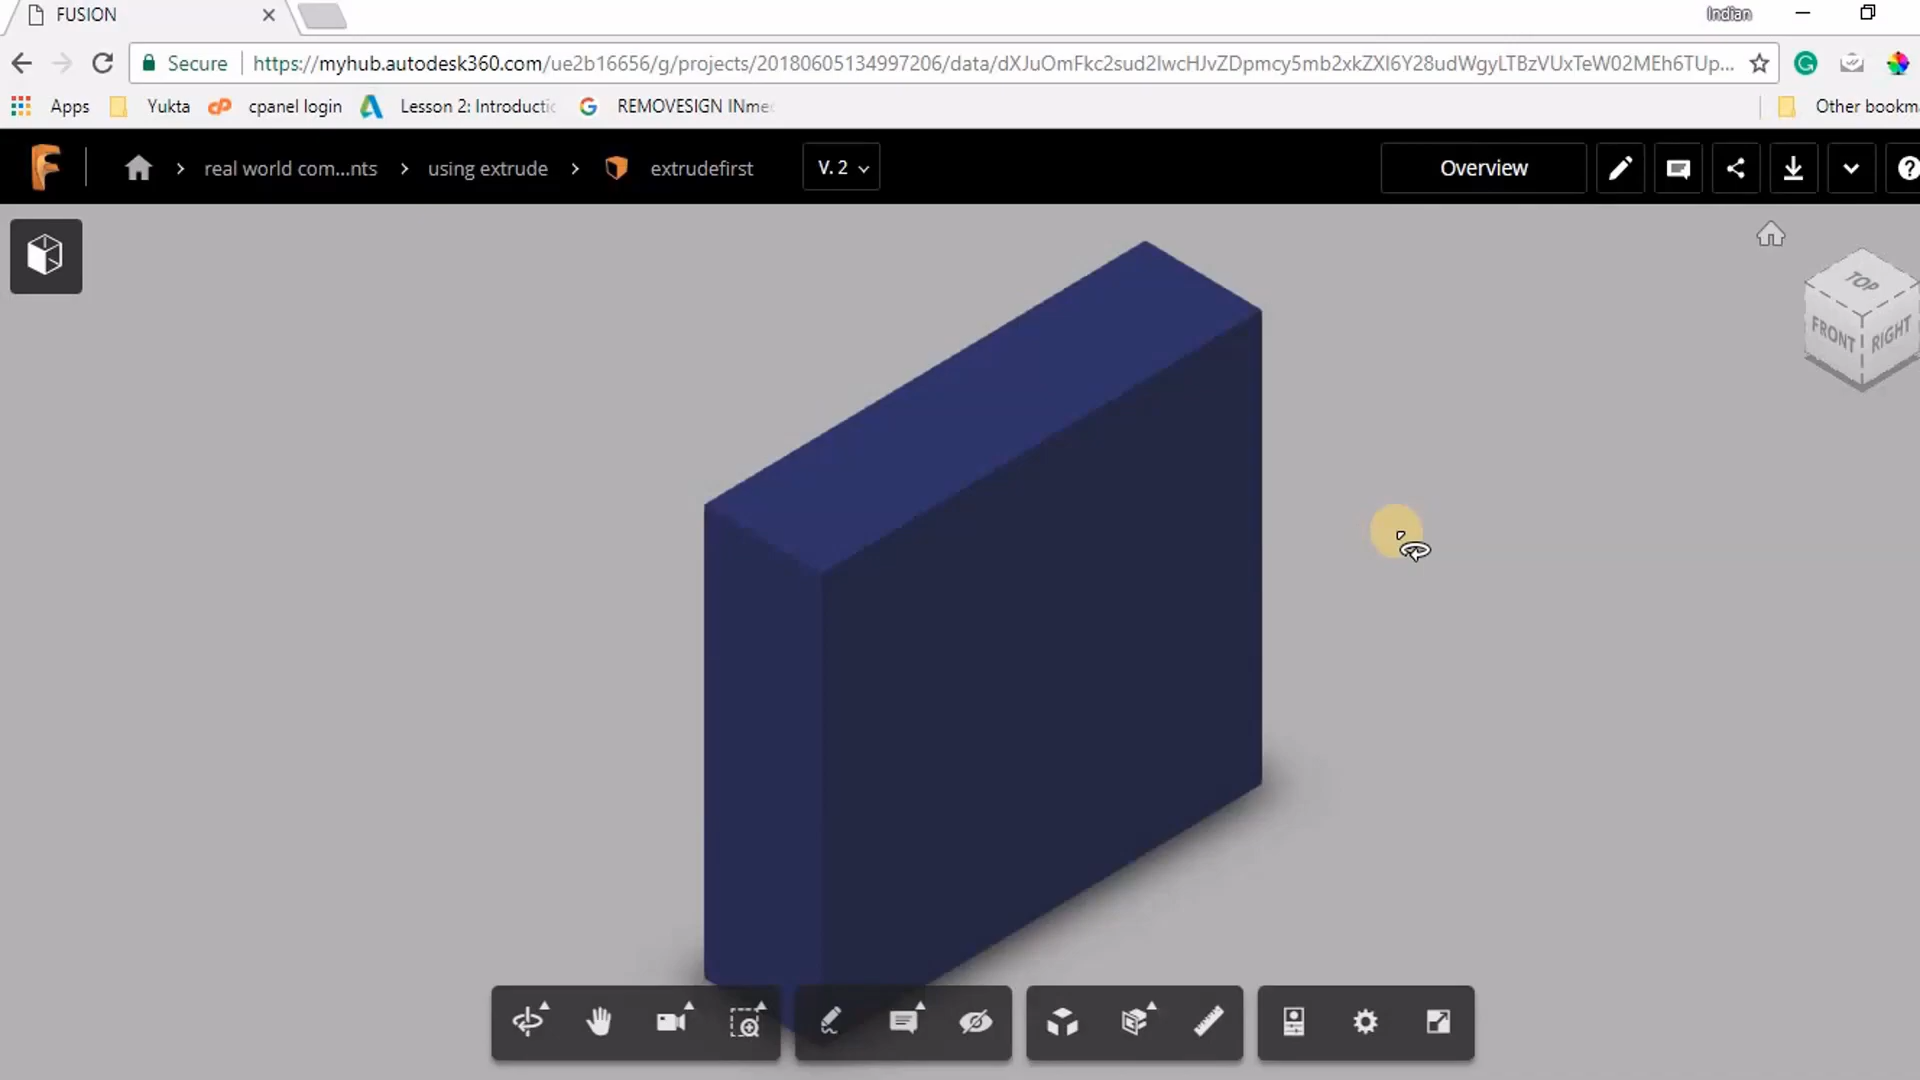 FUSION
Indian
Secure https://myhub.autodesk360.com/ue2b16656/g/projects/20180605134997206/data/dXJuOmFkc2sud2lwcHJvZDpmcy5mb2xkZXI6Y28udWgyLTBzVUxTeW02MEh6TUp...
Apps Yukta cpanel login Lesson 2: Introductic REMOVESIGN INme
Other bookm
real world com...nts > using extrude > extrudefirst V. 2 Overview
TOP
FRONT RIGHT